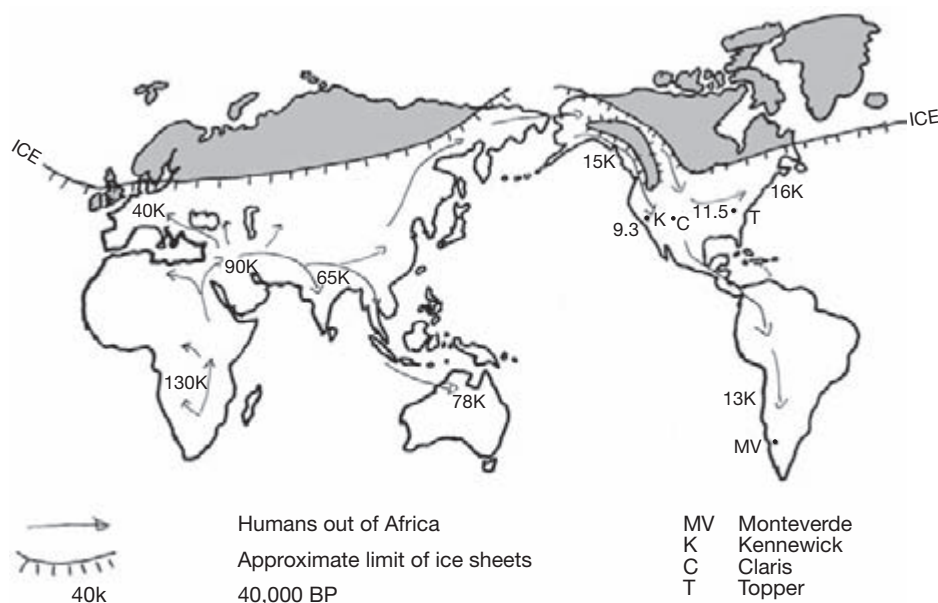 ICE
ICE
15K
16K
40K
11.5
T
K
C
9.3
90K
65K
130K
78K
13K
MV
Humans out of Africa
Approximate limit of ice sheets
40k 40,000 BP
MV Monteverde
K Kennewick
C Claris
T Topper